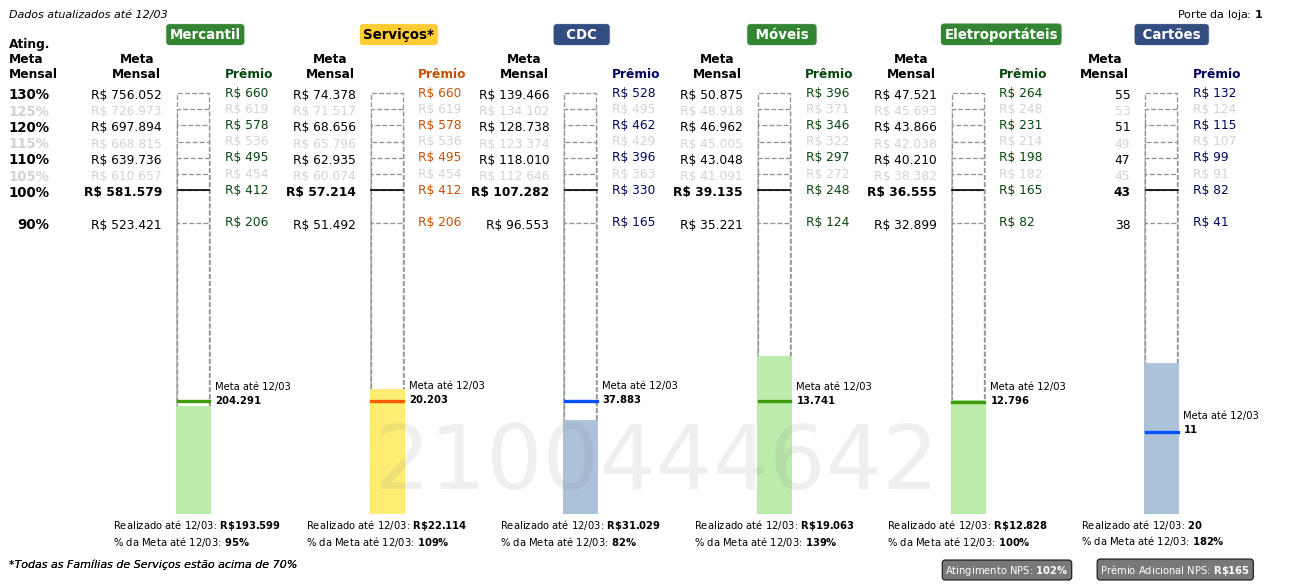 Dados atualizados até 12/03
Porte da loja: 1
Mercantil Serviços* CDC Móveis Eletroportáteis Cartões
Ating. Meta Mensal
Meta Mensal Prêmio Meta Mensal Prêmio Meta Mensal Prêmio Meta Mensal Prêmio Meta Mensal Prêmio Meta Mensal Prêmio
130% R$ 756.052 R$ 660 R$ 74.378 R$ 660 R$ 139.466 R$ 528 R$ 50.875 R$ 396 R$ 47.521 R$ 264 55 R$ 132
125% R$ 726.973 R$ 619 R$ 71.517 R$ 619 R$ 134.102 R$ 495 R$ 48.918 R$ 371 R$ 45.693 R$ 248 53 R$ 124
120% R$ 697.894 R$ 578 R$ 68.656 R$ 578 R$ 128.738 R$ 462 R$ 46.962 R$ 346 R$ 43.866 R$ 231 51 R$ 115
115% R$ 668.815 R$ 536 R$ 65.796 R$ 536 R$ 123.374 R$ 429 R$ 45.005 R$ 322 R$ 42.038 R$ 214 49 R$ 107
110% R$ 639.736 R$ 495 R$ 62.935 R$ 495 R$ 118.010 R$ 396 R$ 43.048 R$ 297 R$ 40.210 R$ 198 47 R$ 99
105% R$ 610.657 R$ 454 R$ 60.074 R$ 454 R$ 112.646 R$ 363 R$ 41.091 R$ 272 R$ 38.382 R$ 182 45 R$ 91
100% R$ 581.579 R$ 412 R$ 57.214 R$ 412 R$ 107.282 R$ 330 R$ 39.135 R$ 248 R$ 36.555 R$ 165 43 R$ 82
90% R$ 523.421 R$ 206 R$ 51.492 R$ 206 R$ 96.553 R$ 165 R$ 35.221 R$ 124 R$ 32.899 R$ 82 38 R$ 41
Meta até 12/03 Meta até 12/03 Meta até 12/03 Meta até 12/03 Meta até 12/03
204.291 20.203 37.883 13.741 12.796
Meta até 12/03
11
2100444642
Realizado até 12/03: R$193.599 Realizado até 12/03: R$22.114 Realizado até 12/03: R$31.029 Realizado até 12/03: R$19.063 Realizado até 12/03: R$12.828 Realizado até 12/03: 20
% da Meta até 12/03: 95% % da Meta até 12/03: 109% % da Meta até 12/03: 82% % da Meta até 12/03: 139% % da Meta até 12/03: 100% % da Meta até 12/03: 182%
*Todas as Famílias de Serviços estão acima de 70%
Atingimento NPS: 102% Prêmio Adicional NPS: R$165